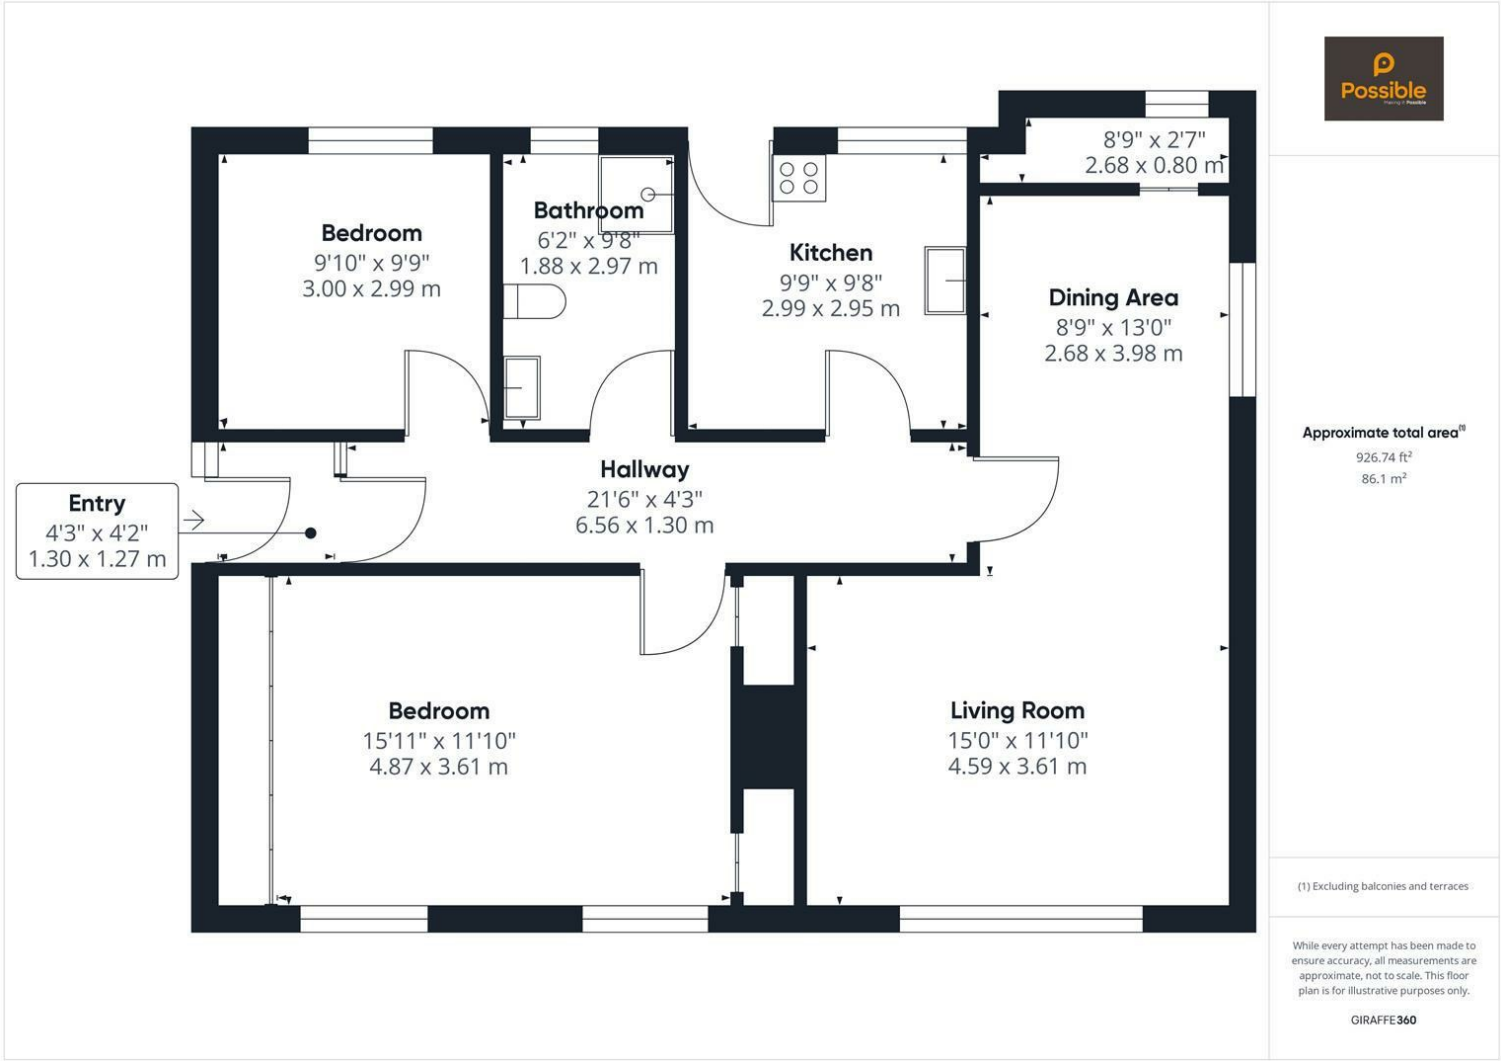 Possible
Making it Possible
8'9" x 2'7"
2.68 x 0.80 m
Bedroom
9'10" x 9'9"
3.00 x 2.99 m
Bathroom
6'2" x 9'8"
1.88 x 2.97 m
Kitchen
9'9" x 9'8"
2.99 x 2.95 m
Dining Area
8'9" x 13'0"
2.68 x 3.98 m
Entry
4'3" x 4'2"
1.30 x 1.27 m
Hallway
21'6" x 4'3"
6.56 x 1.30 m
Bedroom
15'11" x 11'10"
4.87 x 3.61 m
Living Room
15'0" x 11'10"
4.59 x 3.61 m
Approximate total area(1)
926.74 ft²
86.1 m²
(1) Excluding balconies and terraces
While every attempt has been made to
ensure accuracy, all measurements are
approximate, not to scale. This floor
plan is for illustrative purposes only.
GIRAFFE360